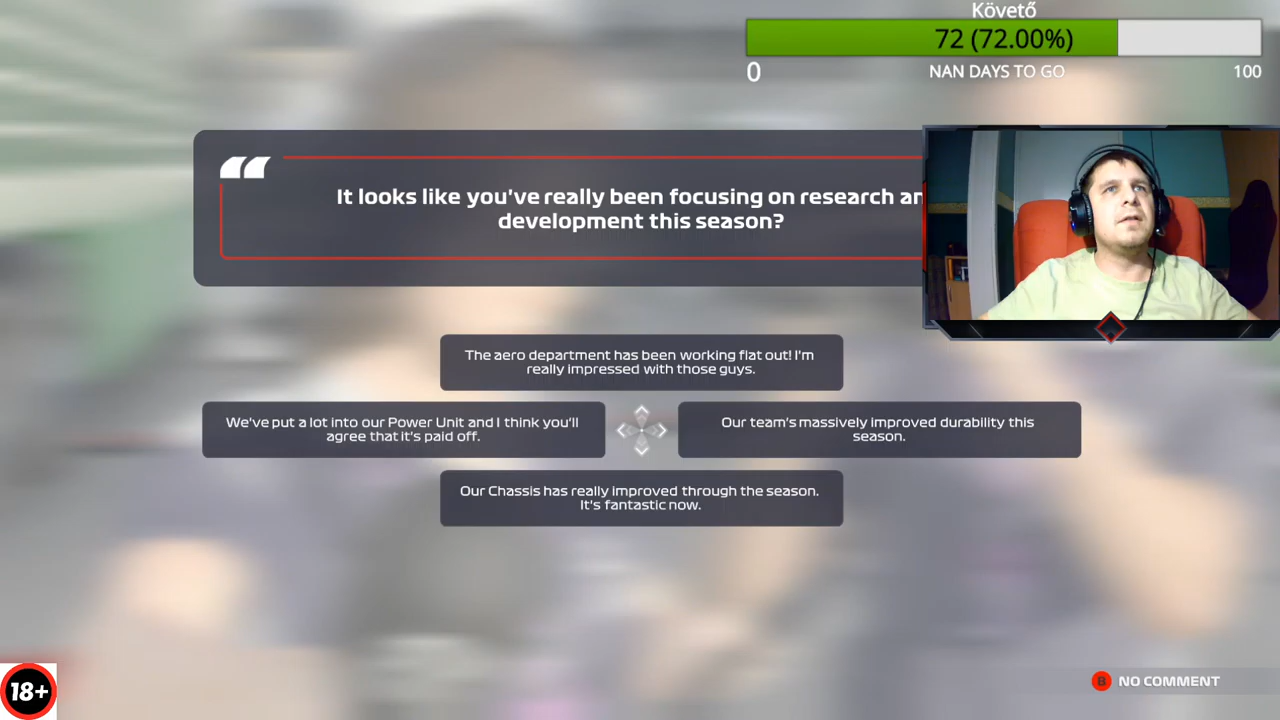 Követő
72 (72.00%)
0
NAN DAYS TO GO
100
It looks like you've really been focusing on research
development this season?
The aero department has been working flat out! I'm
really impressed with those guys.
We've put a lot into our Power Unit and I think you'll
agree that it's paid off.
Our team's massively improved durability this
season.
Our Chassis has really improved through the season.
It's fantastic now.
18+
B NO COMMENT